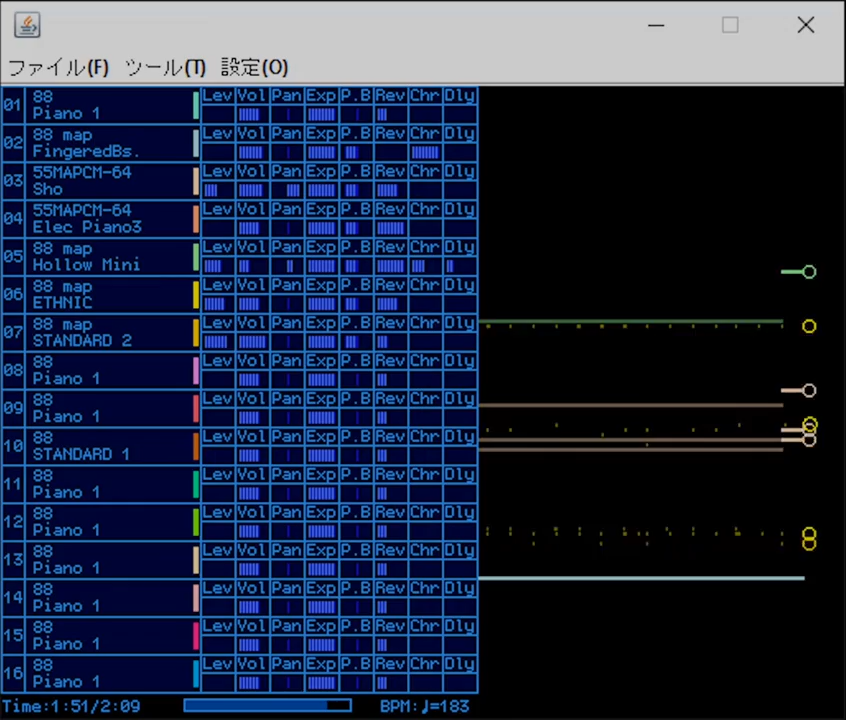 ファイル(F) ツール(T) 設定(O)
01 88 Lev Vol Pan Exp P.B Rev Chr Dly
Piano 1
02 88 map Lev Vol Pan Exp P.B Rev Chr Dly
FingeredBs.
03 55MAPCM-64 Lev Vol Pan Exp P.B Rev Chr Dly
Sho
04 55MAPCM-64 Lev Vol Pan Exp P.B Rev Chr Dly
Elec Piano3
05 88 map Lev Vol Pan Exp P.B Rev Chr Dly
Hollow Mini
06 88 map Lev Vol Pan Exp P.B Rev Chr Dly
ETHNIC
07 88 map Lev Vol Pan Exp P.B Rev Chr Dly
STANDARD 2
08 88 Lev Vol Pan Exp P.B Rev Chr Dly
Piano 1
09 88 Lev Vol Pan Exp P.B Rev Chr Dly
Piano 1
10 88 Lev Vol Pan Exp P.B Rev Chr Dly
STANDARD 1
11 88 Lev Vol Pan Exp P.B Rev Chr Dly
Piano 1
12 88 Lev Vol Pan Exp P.B Rev Chr Dly
Piano 1
13 88 Lev Vol Pan Exp P.B Rev Chr Dly
Piano 1
14 88 Lev Vol Pan Exp P.B Rev Chr Dly
Piano 1
15 88 Lev Vol Pan Exp P.B Rev Chr Dly
Piano 1
16 88 Lev Vol Pan Exp P.B Rev Chr Dly
Piano 1
Time:1:51/2:09 BPM:♩=183